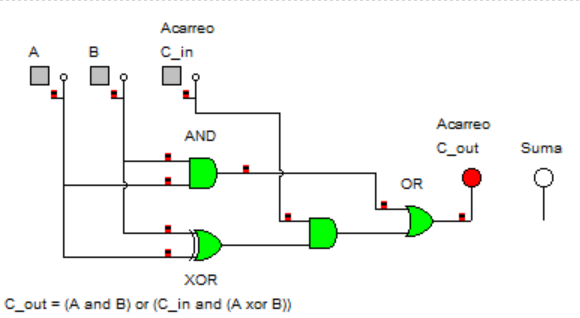 Acarreo
A
B
C_in
AND
Acarreo
C_out
Suma
OR
XOR
C_out = (A and B) or (C_in and (A xor B))